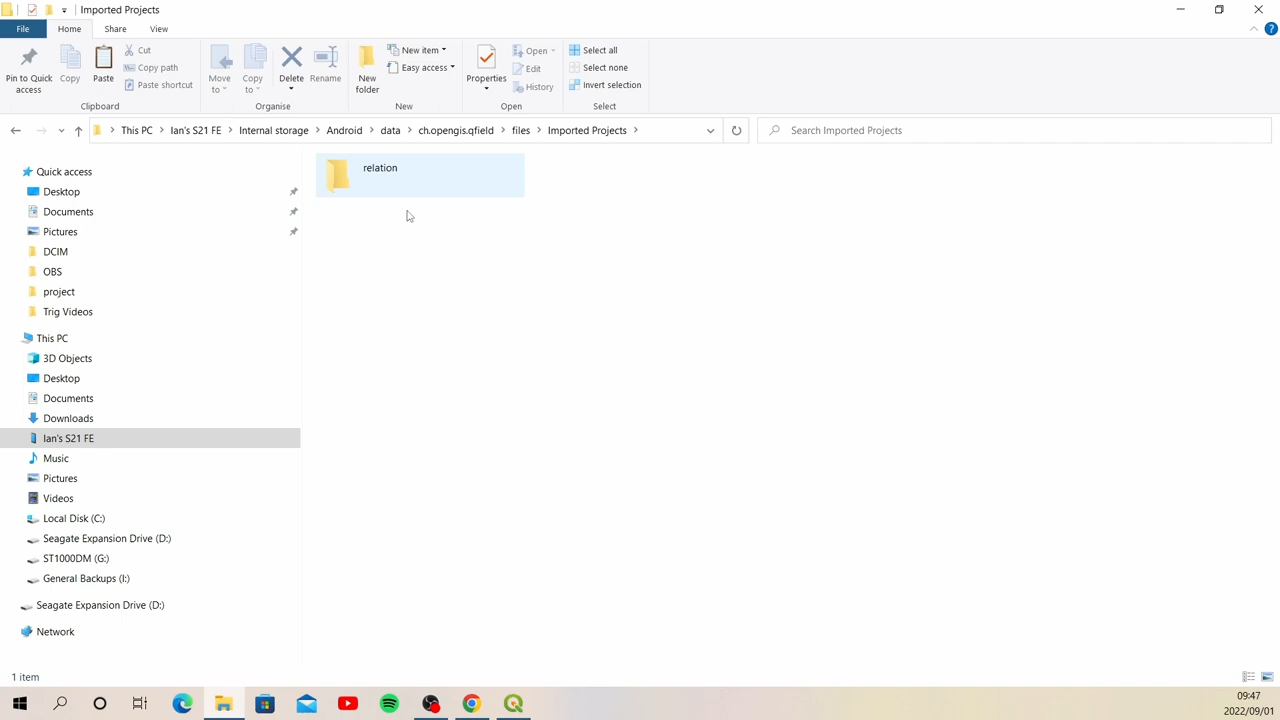 Imported Projects
File Home Share View
Pin to Quick access
Copy
Paste
Cut
Copy path
Paste shortcut
Clipboard
Move to
Copy to
Delete
Rename
Organise
New folder
New item
Easy access
New
Properties
Open
Edit
History
Open
Select all
Select none
Invert selection
Select
This PC Ian's S21 FE Internal storage Android data ch.opengis.qfield files Imported Projects
Search Imported Projects
Quick access
Desktop
Documents
Pictures
DCIM
OBS
project
Trig Videos
This PC
3D Objects
Desktop
Documents
Downloads
Ian's S21 FE
Music
Pictures
Videos
Local Disk (C:)
Seagate Expansion Drive (D:)
ST1000DM (G:)
General Backups (I:)
Seagate Expansion Drive (D:)
Network
relation
1 item
09:47
2022/09/01